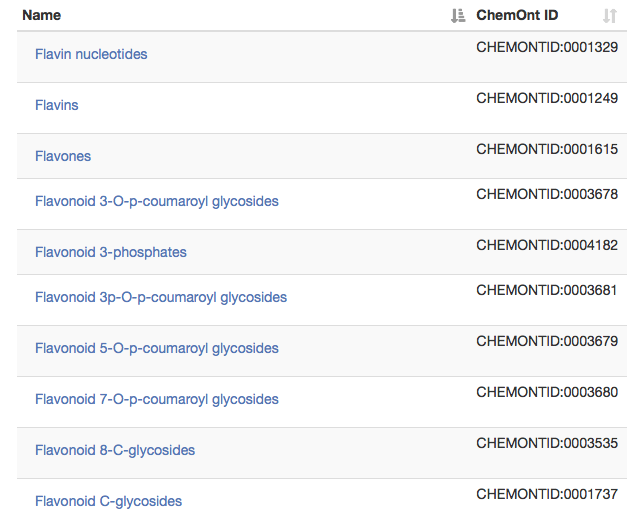 Name ChemOnt ID
Flavin nucleotides CHEMONTID:0001329
Flavins CHEMONTID:0001249
Flavones CHEMONTID:0001615
Flavonoid 3-O-p-coumaroyl glycosides CHEMONTID:0003678
Flavonoid 3-phosphates CHEMONTID:0004182
Flavonoid 3p-O-p-coumaroyl glycosides CHEMONTID:0003681
Flavonoid 5-O-p-coumaroyl glycosides CHEMONTID:0003679
Flavonoid 7-O-p-coumaroyl glycosides CHEMONTID:0003680
Flavonoid 8-C-glycosides CHEMONTID:0003535
Flavonoid C-glycosides CHEMONTID:0001737